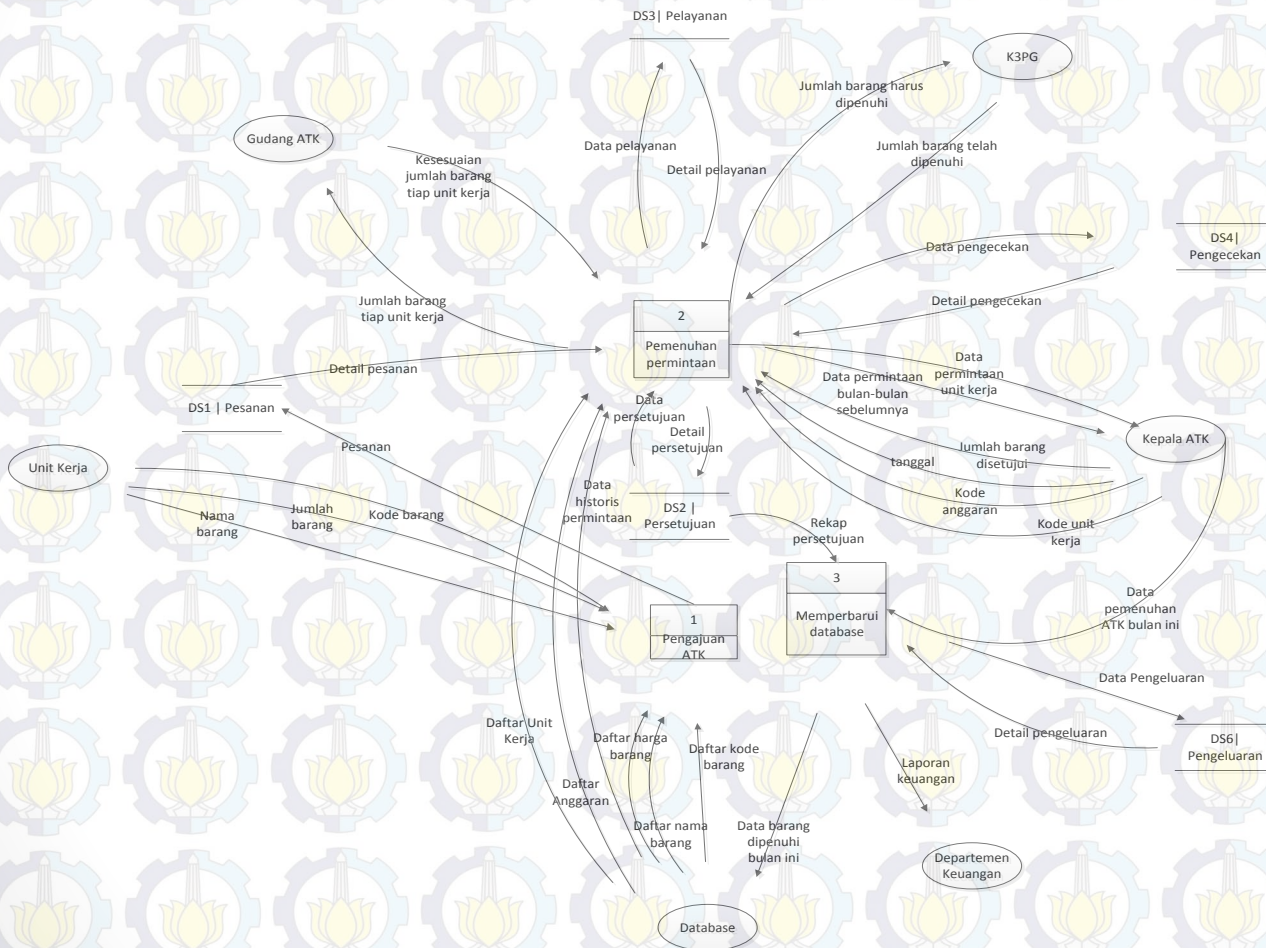 DS3| Pelayanan
K3PG
Jumlah barang harus
dipenuhi
Gudang ATK
Data pelayanan
Jumlah barang telah
dipenuhi
Kesesuaian
jumlah barang
tiap unit kerja
Detail pelayanan
DS4|
Pengecekan
Data pengecekan
Jumlah barang
tiap unit kerja
Detail pengecekan
2
Pemenuhan
permintaan
Detail pesanan
Data
permintaan
unit kerja
Data permintaan
bulan-bulan
sebelumnya
DS1 | Pesanan
Data
persetujuan
Detail
persetujuan
Kepala ATK
Pesanan
Jumlah barang
disetujui
tanggal
Unit Kerja
Kode
anggaran
Data
historis
permintaan
DS2 |
Persetujuan
Nama
barang
Jumlah
barang
Kode barang
Rekap
persetujuan
Kode unit
kerja
3
Memperbarui
database
Data
pemenuhan
ATK bulan ini
1
Pengajuan
ATK
Data Pengeluaran
Daftar Unit
Kerja
Daftar harga
barang
Daftar kode
barang
Detail pengeluaran
DS6|
Pengeluaran
Laporan
keuangan
Daftar
Anggaran
Daftar nama
barang
Data barang
dipenuhi
bulan ini
Departemen
Keuangan
Database